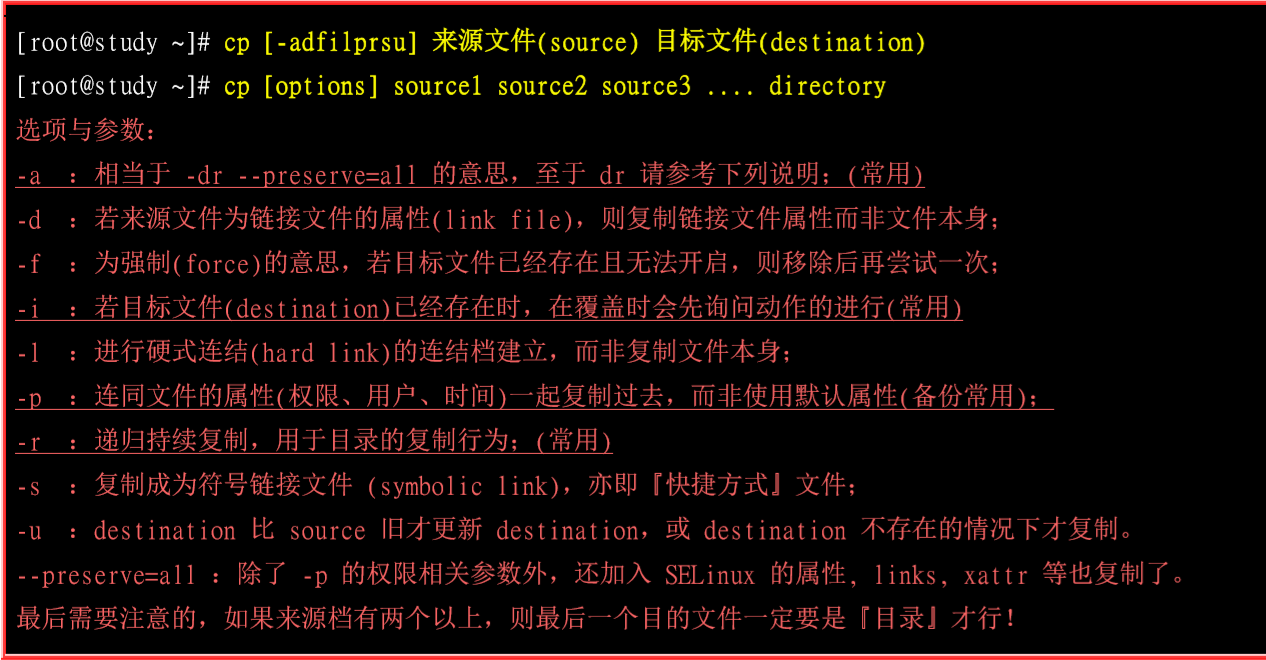 [root@study ~]# cp [-adfilprsu] 来源文件(source) 目标文件(destination)
[root@study ~]# cp [options] source1 source2 source3 .... directory
选项与参数：
-a ：相当于 -dr --preserve=all 的意思，至于 dr 请参考下列说明；(常用)
-d ：若来源文件为链接文件的属性(link file)，则复制链接文件属性而非文件本身；
-f ：为强制(force)的意思，若目标文件已经存在且无法开启，则移除后再尝试一次；
-i ：若目标文件(destination)已经存在时，在覆盖时会先询问动作的进行(常用)
-l ：进行硬式连结(hard link)的连结档建立，而非复制文件本身；
-p ：连同文件的属性(权限、用户、时间)一起复制过去，而非使用默认属性(备份常用)；
-r ：递归持续复制，用于目录的复制行为；(常用)
-s ：复制成为符号链接文件 (symbolic link)，亦即『快捷方式』文件；
-u ：destination 比 source 旧才更新 destination，或 destination 不存在的情况下才复制。
--preserve=all ：除了 -p 的权限相关参数外，还加入 SELinux 的属性, links, xattr 等也复制了。
最后需要注意的，如果来源档有两个以上，则最后一个目的文件一定要是『目录』才行！